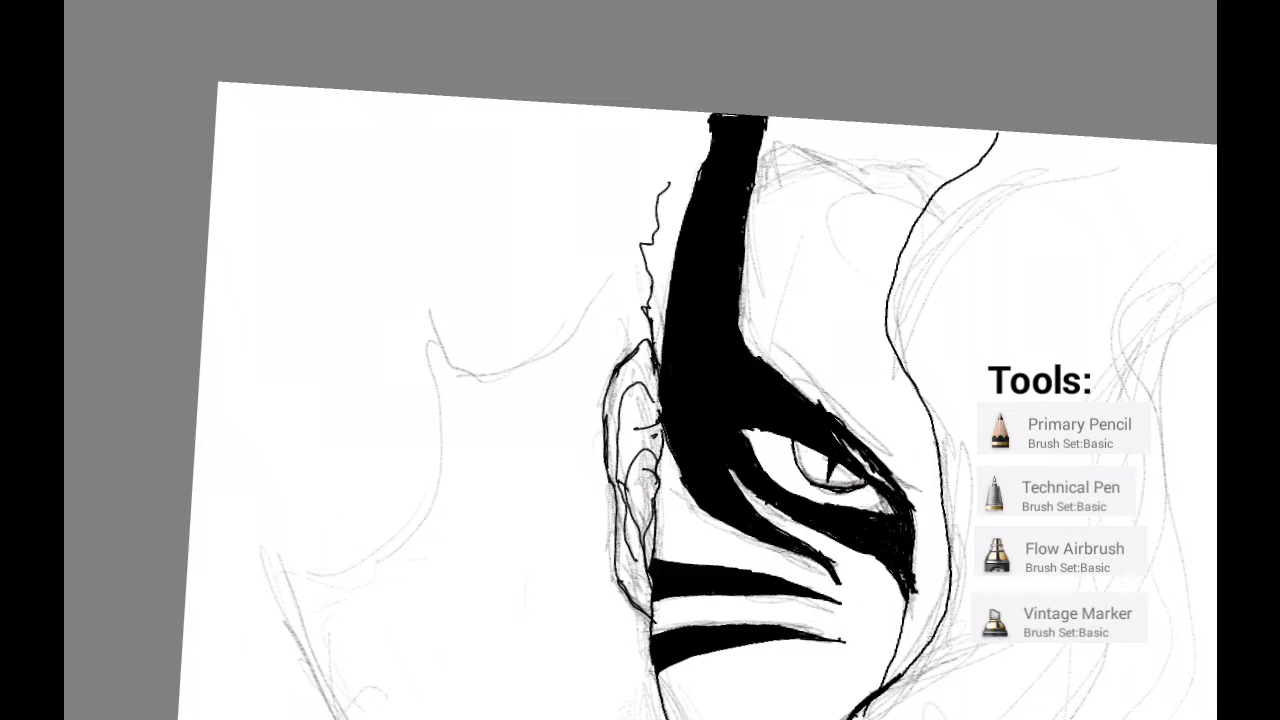 Tools:
Primary Pencil
Brush Set:Basic
Technical Pen
Brush Set:Basic
Flow Airbrush
Brush Set:Basic
Vintage Marker
Brush Set:Basic